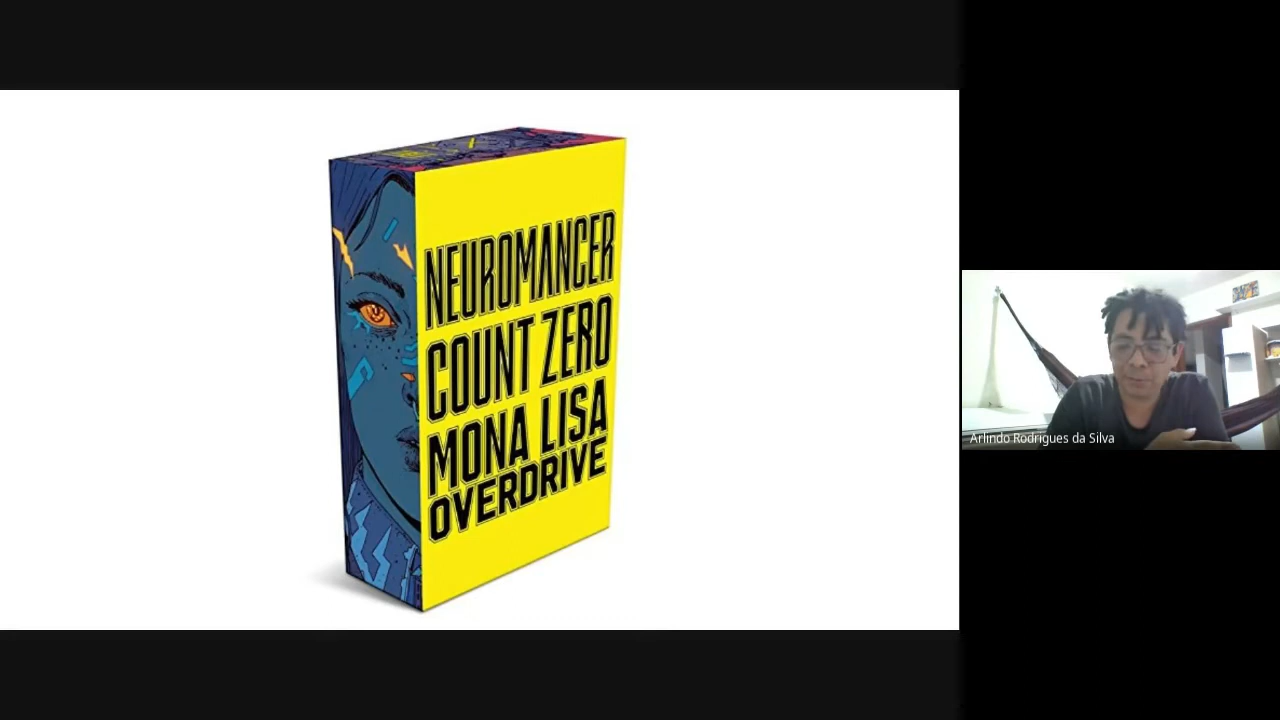 NEUROMANCER
COUNT ZERO
MONA LISA
OVERDRIVE
Arlindo Rodrigues da Silva